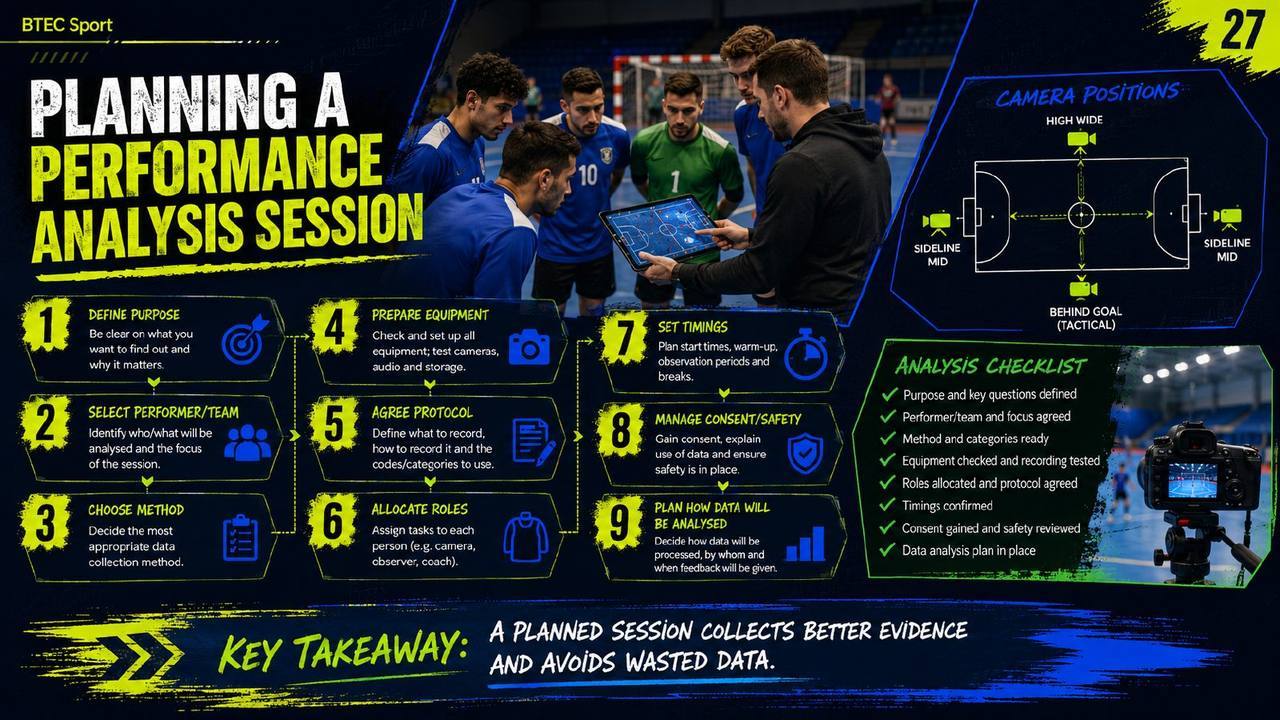 BTEC Sport
27
PLANNING A
PERFORMANCE
ANALYSIS SESSION
10
1
CAMERA POSITIONS
HIGH WIDE
SIDELINE
MID
SIDELINE
MID
BEHIND GOAL
(TACTICAL)
1
DEFINE PURPOSE
Be clear on what you
want to find out and
why it matters.
2
SELECT PERFORMER/TEAM
Identify who/what will be
analysed and the focus
of the session.
3
CHOOSE METHOD
Decide the most
appropriate data
collection method.
4
PREPARE EQUIPMENT
Check and set up all
equipment; test cameras,
audio and storage.
5
AGREE PROTOCOL
Define what to record,
how to record it and the
codes/categories to use.
6
ALLOCATE ROLES
Assign tasks to each
person (e.g. camera,
observer, coach).
7
SET TIMINGS
Plan start times, warm-up,
observation periods and
breaks.
8
MANAGE CONSENT/SAFETY
Gain consent, explain
use of data and ensure
safety is in place.
9
PLAN HOW DATA WILL
BE ANALYSED
Decide how data will be
processed, by whom and
when feedback will be given.
ANALYSIS CHECKLIST
Purpose and key questions defined
Performer/team and focus agreed
Method and categories ready
Equipment checked and recording tested
Roles allocated and protocol agreed
Timings confirmed
Consent gained and safety reviewed
Data analysis plan in place
KEY TAKEAWAY:
A PLANNED SESSION COLLECTS BETTER EVIDENCE
AND AVOIDS WASTED DATA.